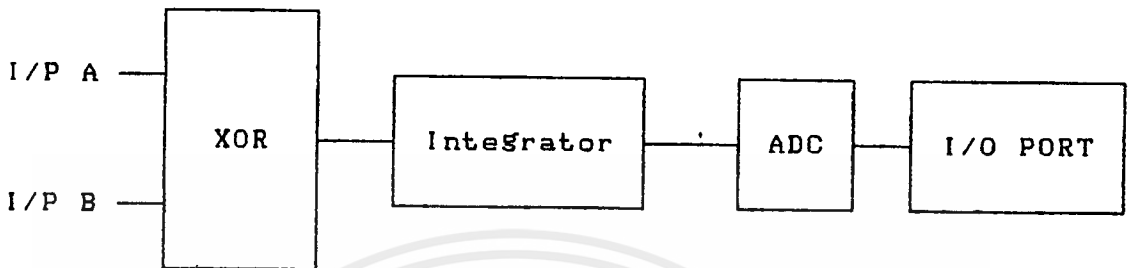 I/P A
XOR
Integrator
ADC
I/O PORT
I/P B